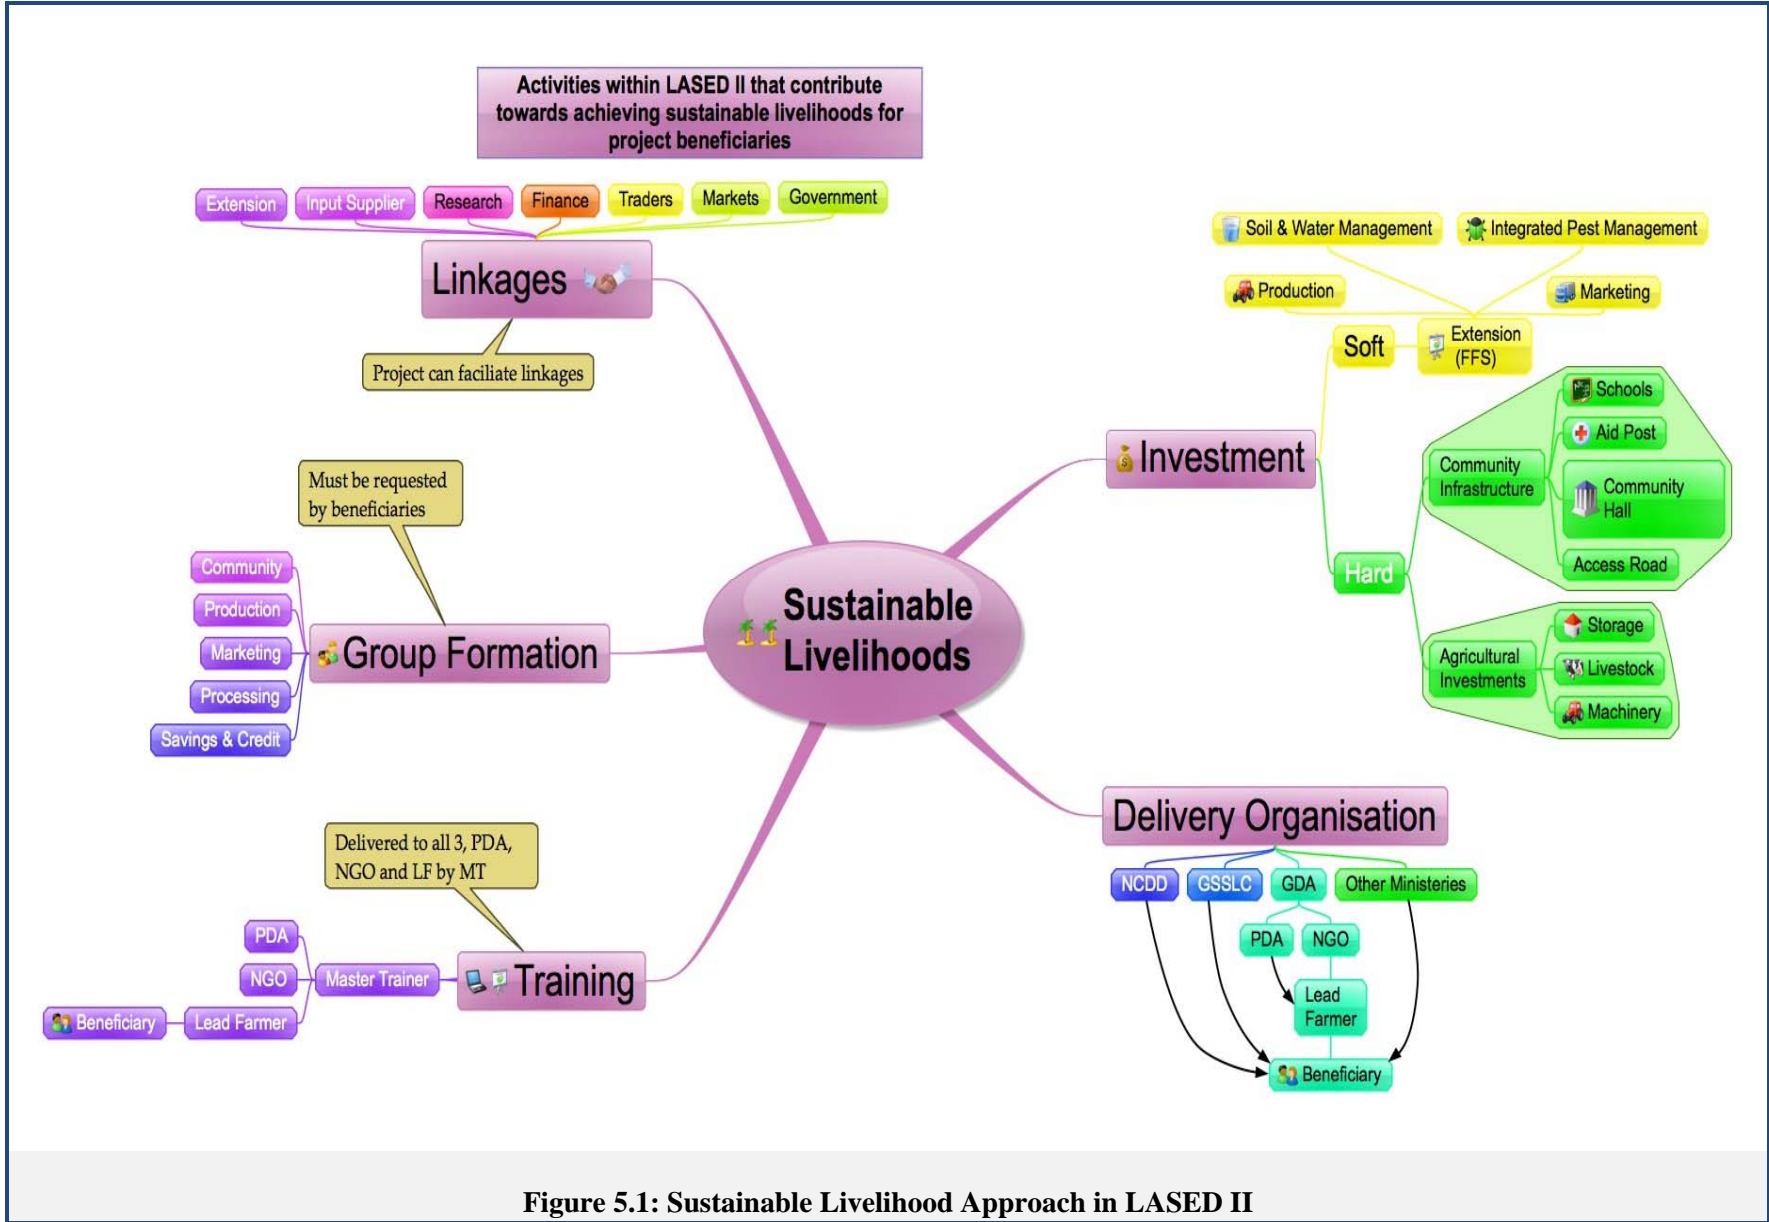 Activities within LASED II that contribute
towards achieving sustainable livelihoods for
project beneficiaries
Extension
Input Supplier
Research
Finance
Traders
Markets
Government
Linkages
Project can faciliate linkages
Must be requested
by beneficiaries
Community
Production
Marketing
Processing
Savings & Credit
Group Formation
Delivered to all 3, PDA,
NGO and LF by MT
PDA
NGO
Master Trainer
Beneficiary
Lead Farmer
Training
Sustainable
Livelihoods
Soil & Water Management
Integrated Pest Management
Production
Marketing
Soft
Extension
(FFS)
Investment
Hard
Community
Infrastructure
Schools
Aid Post
Community
Hall
Access Road
Agricultural
Investments
Storage
Livestock
Machinery
Delivery Organisation
NCDD
GSSLC
GDA
Other Ministeries
PDA
NGO
Lead
Farmer
Beneficiary
Figure 5.1: Sustainable Livelihood Approach in LASED II